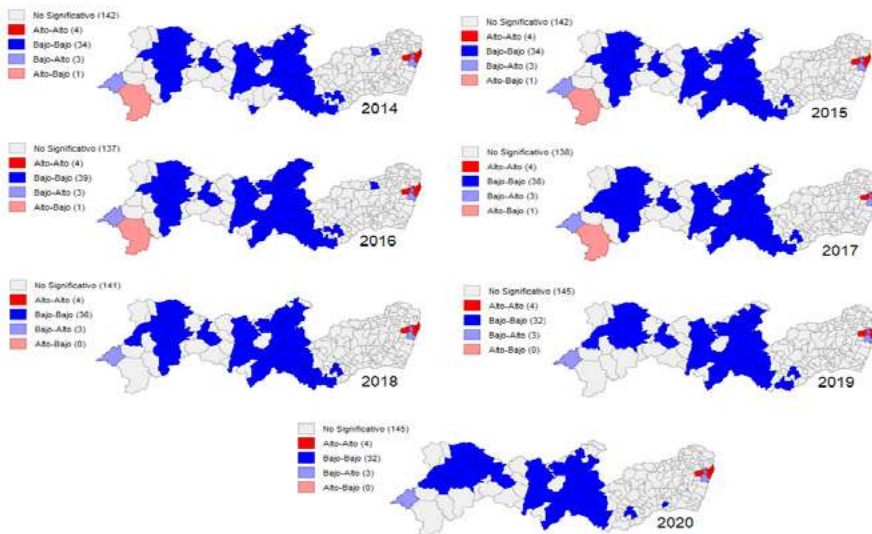 No Significativo (142)
Alto-Alto (4)
Bajo-Bajo (34)
Bajo-Alto (3)
Alto-Bajo (1)
2014
No Significativo (142)
Alto-Alto (4)
Bajo-Bajo (34)
Bajo-Alto (3)
Alto-Bajo (1)
2015
No Significativo (137)
Alto-Alto (4)
Bajo-Bajo (39)
Bajo-Alto (3)
Alto-Bajo (1)
2016
No Significativo (138)
Alto-Alto (4)
Bajo-Bajo (38)
Bajo-Alto (3)
Alto-Bajo (1)
2017
No Significativo (141)
Alto-Alto (4)
Bajo-Bajo (36)
Bajo-Alto (3)
Alto-Bajo (0)
2018
No Significativo (145)
Alto-Alto (4)
Bajo-Bajo (32)
Bajo-Alto (3)
Alto-Bajo (0)
2019
No Significativo (145)
Alto-Alto (4)
Bajo-Bajo (32)
Bajo-Alto (3)
Alto-Bajo (0)
2020